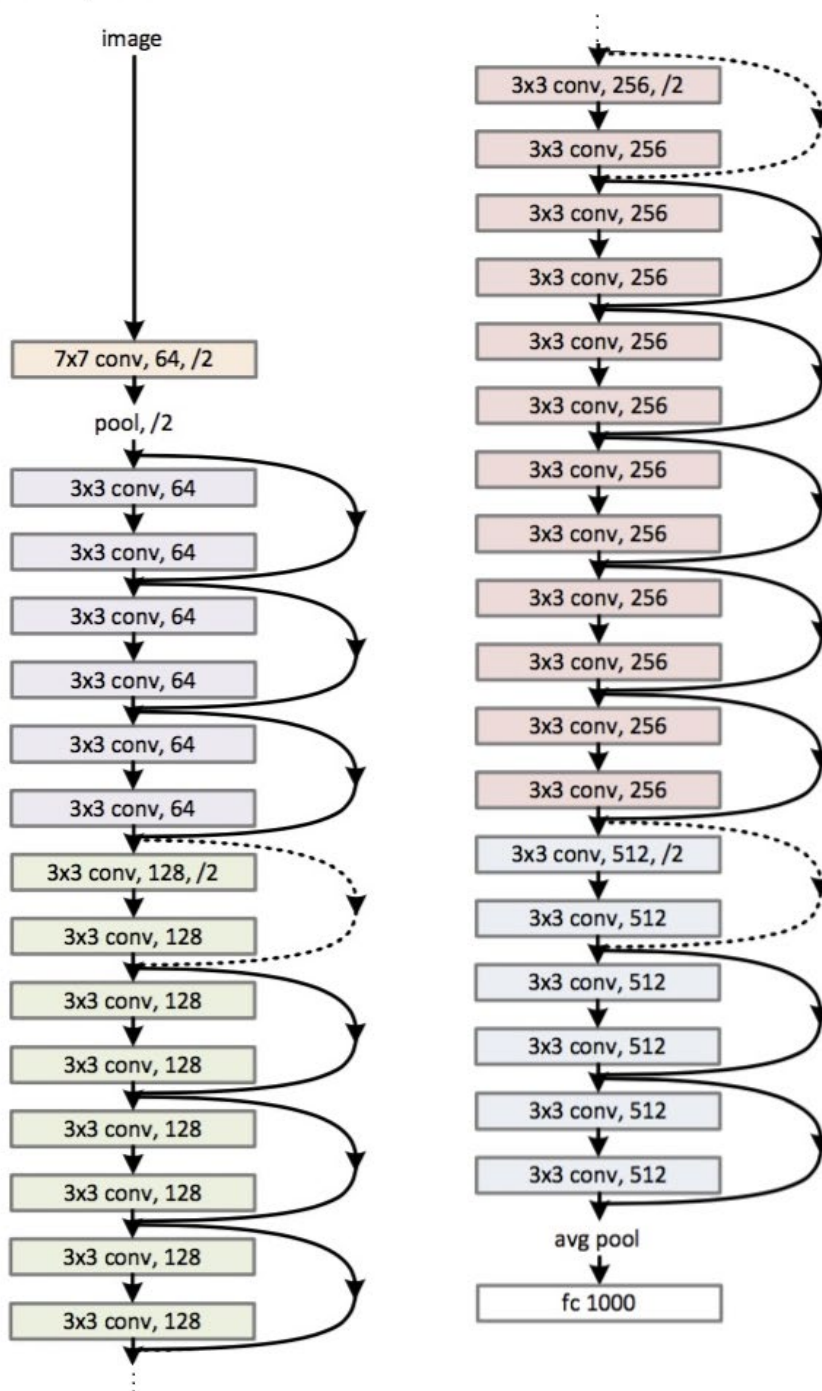 image
7x7 conv, 64, /2
pool, /2
3x3 conv, 64
3x3 conv, 64
3x3 conv, 64
3x3 conv, 64
3x3 conv, 64
3x3 conv, 64
3x3 conv, 128, /2
3x3 conv, 128
3x3 conv, 128
3x3 conv, 128
3x3 conv, 128
3x3 conv, 128
3x3 conv, 128
3x3 conv, 128
3x3 conv, 256, /2
3x3 conv, 256
3x3 conv, 256
3x3 conv, 256
3x3 conv, 256
3x3 conv, 256
3x3 conv, 256
3x3 conv, 256
3x3 conv, 256
3x3 conv, 256
3x3 conv, 256
3x3 conv, 256
3x3 conv, 512, /2
3x3 conv, 512
3x3 conv, 512
3x3 conv, 512
3x3 conv, 512
3x3 conv, 512
avg pool
fc 1000